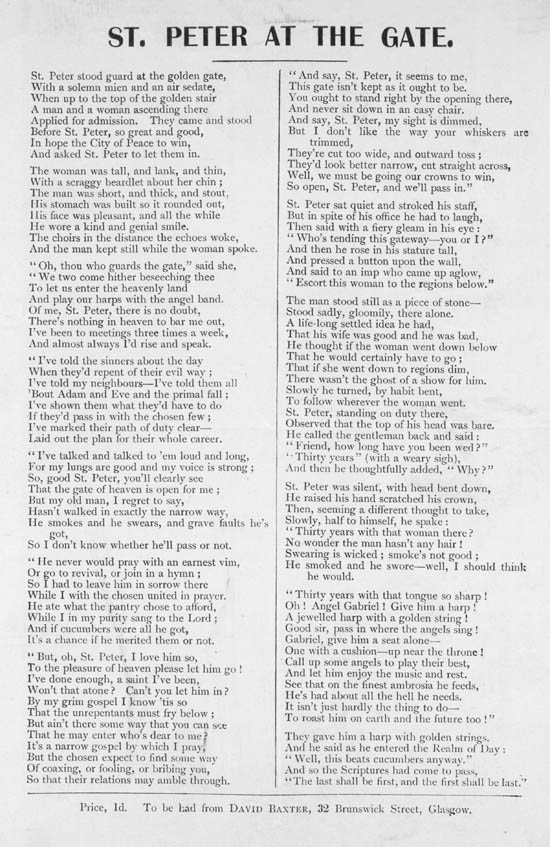 ST. PETER AT THE GATE.
St. Peter stood guard at the golden gate,
With a solemn mien and an air sedate,
When up to the top of the golden stair
A man and a woman ascending there
Applied for admission. They came and stood
Before St. Peter, so great and good,
In hope the City of Peace to win,
And asked St. Peter to let them in.
The woman was tall, and lank, and thin,
With a scraggy beardlet about her chin ;
The man was short, and thick, and stout,
His stomach was built so it rounded out,
His face was pleasant, and all the while
He wore a kind and genial smile.
The choirs in the distance the echoes woke,
And the man kept still while the woman spoke.
“ Oh, thou who guards the gate,” said she,
“ We two come hither beseeching thee
To let us enter the heavenly land
And play our harps with the angel band.
Of me, St. Peter, there is no doubt,
There's nothing in heaven to bar me out,
I've been to meetings three times a week,
And almost always I'd rise and speak.
“ I've told the sinners about the day
When they'd repent of their evil way ;
I've told my neighbours—I've told them all
'Bout Adam and Eve and the primal fall ;
I've shown them what they'd have to do
If they'd pass in with the chosen few ;
I've marked their path of duty clear—
Laid out the plan for their whole career.
“ I've talked and talked to 'em loud and long,
For my lungs are good and my voice is strong ;
So, good St. Peter, you'll clearly see
That the gate of heaven is open for me ;
But my old man, I regret to say,
Hasn't walked in exactly the narrow way,
He smokes and he swears, and grave faults he's
got,
So I don't know whether he'll pass or not.
“ He never would pray with an earnest vim,
Or go to revival, or join in a hymn ;
So I had to leave him in sorrow there
While I with the chosen united in prayer.
He ate what the pantry chose to afford,
While I in my purity sang to the Lord ;
And if cucumbers were all he got,
It's a chance if he merited them or not.
“ But, oh, St. Peter, I love him so,
To the pleasure of heaven please let him go !
I've done enough, a saint I've been,
Won't that atone ? Can't you let him in ?
By my grim gospel I know 'tis so
That the unrepentants must fry below ;
But ain't there some way that you can see
That he may enter who's dear to me ?
It's a narrow gospel by which I pray,
But the chosen expect to find some way
Of coaxing, or fooling, or bribing you,
So that their relations may amble through.
“ And say, St. Peter, it seems to me,
This gate isn't kept as it ought to be.
You ought to stand right by the opening there,
And never sit down in an easy chair.
And say, St. Peter, my sight is dimmed,
But I don't like the way your whiskers are
trimmed,
They're cut too wide, and outward toss ;
They'd look better narrow, cut straight across,
Well, we must be going our crowns to win,
So open, St. Peter, and we'll pass in.”
St. Peter sat quiet and stroked his staff,
But in spite of his office he had to laugh,
Then said with a fiery gleam in his eye :
“ Who's tending this gateway—you or I ?”
And then he rose in his stature tall,
And pressed a button upon the wall,
And said to an imp who came up aglow,
“ Escort this woman to the regions below.”
The man stood still as a piece of stone—
Stood sadly, gloomily, there alone.
A life-long settled idea he had,
That his wife was good and he was bad,
He thought if the woman went down below
That he would certainly have to go ;
That if she went down to regions dim,
There wasn't the ghost of a show for him.
Slowly he turned, by habit bent,
To follow wherever the woman went.
St. Peter, standing on duty there,
Observed that the top of his head was bare.
He called the gentleman back and said :
“ Friend, how long have you been wed ?”
“ Thirty years” (with a weary sigh),
And then he thoughtfully added, “ Why ?”
St. Peter was silent, with head bent down,
He raised his hand scratched his crown,
Then, seeming a different thought to take,
Slowly, half to himself, he spake :
“ Thirty years with that woman there ?
No wonder the man hasn't any hair !
Swearing is wicked ; smoke's not good ;
He smoked and he swore—well, I should think
he would.
“ Thirty years with that tongue so sharp !
Oh ! Angel Gabriel ! Give him a harp !
A jewelled harp with a golden string !
Good sir, pass in where the angels sing !
Gabriel, give him a seat alone—
One with a cushion—up near the throne !
Call up some angels to play their best,
And let him enjoy the music and rest.
See that on the finest ambrosia he feeds,
He's had about all the hell he needs.
It isn't just hardly the thing to do—
To roast him on earth and the future too !”
They gave him a harp with golden strings.
And he said as he entered the Realm of Day :
“ Well, this beats cucumbers anyway.”
And so the Scriptures had come to pass,
“The last shall be first, and the first shall be last.”
Price, 1d. To be had from DAVID BAXTER, 32 Brunswick Street, Glasgow.